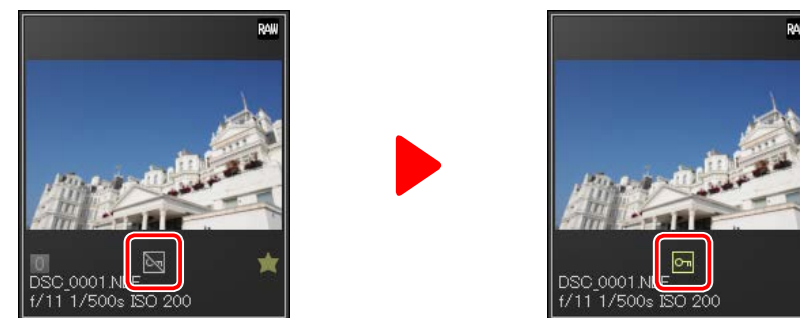 RAW
0
DSC_0001.NEF
f/11 1/500s ISO 200
RAW
DSC_0001.NEF
f/11 1/500s ISO 200